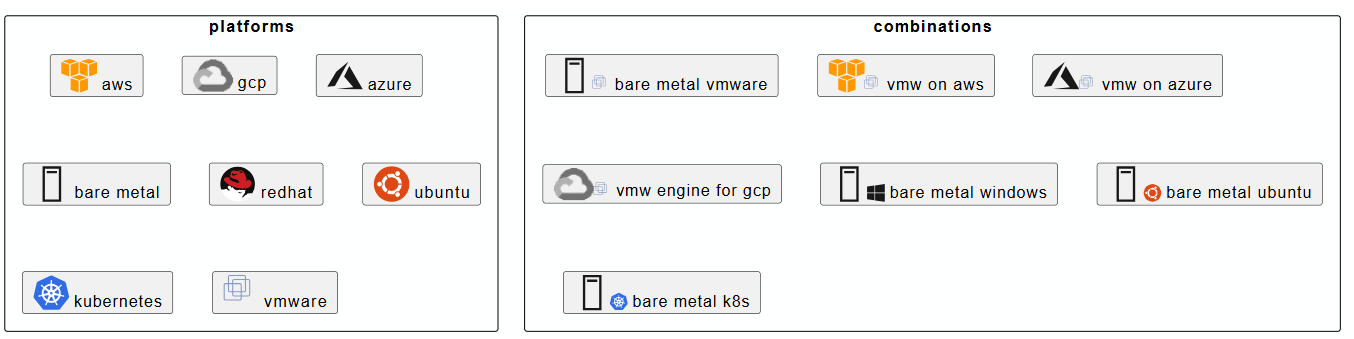 platforms
aws
gcp
azure
bare metal
redhat
ubuntu
kubernetes
vmware
combinations
bare metal vmware
vmw on aws
vmw on azure
vmw engine for gcp
bare metal windows
bare metal ubuntu
bare metal k8s